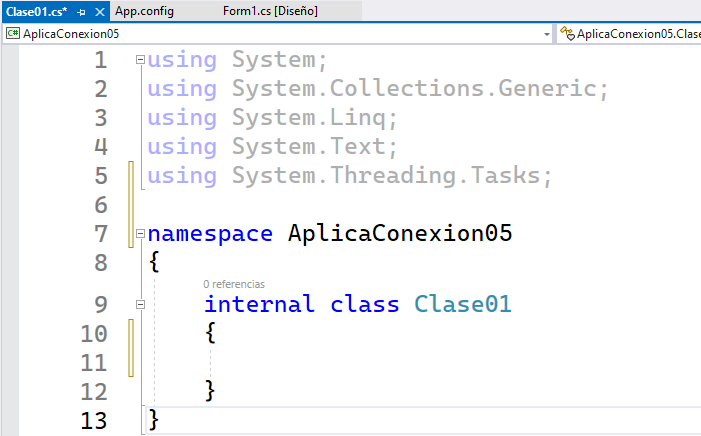 Clase01.cs* App.config Form1.cs [Diseño]
C# AplicaConexion05 AplicaConexion05.Clase
1 using System;
2 using System.Collections.Generic;
3 using System.Linq;
4 using System.Text;
5 using System.Threading.Tasks;
6
7 namespace AplicaConexion05
8 {
0 referencias
9 internal class Clase01
10 {
11
12 }
13 }